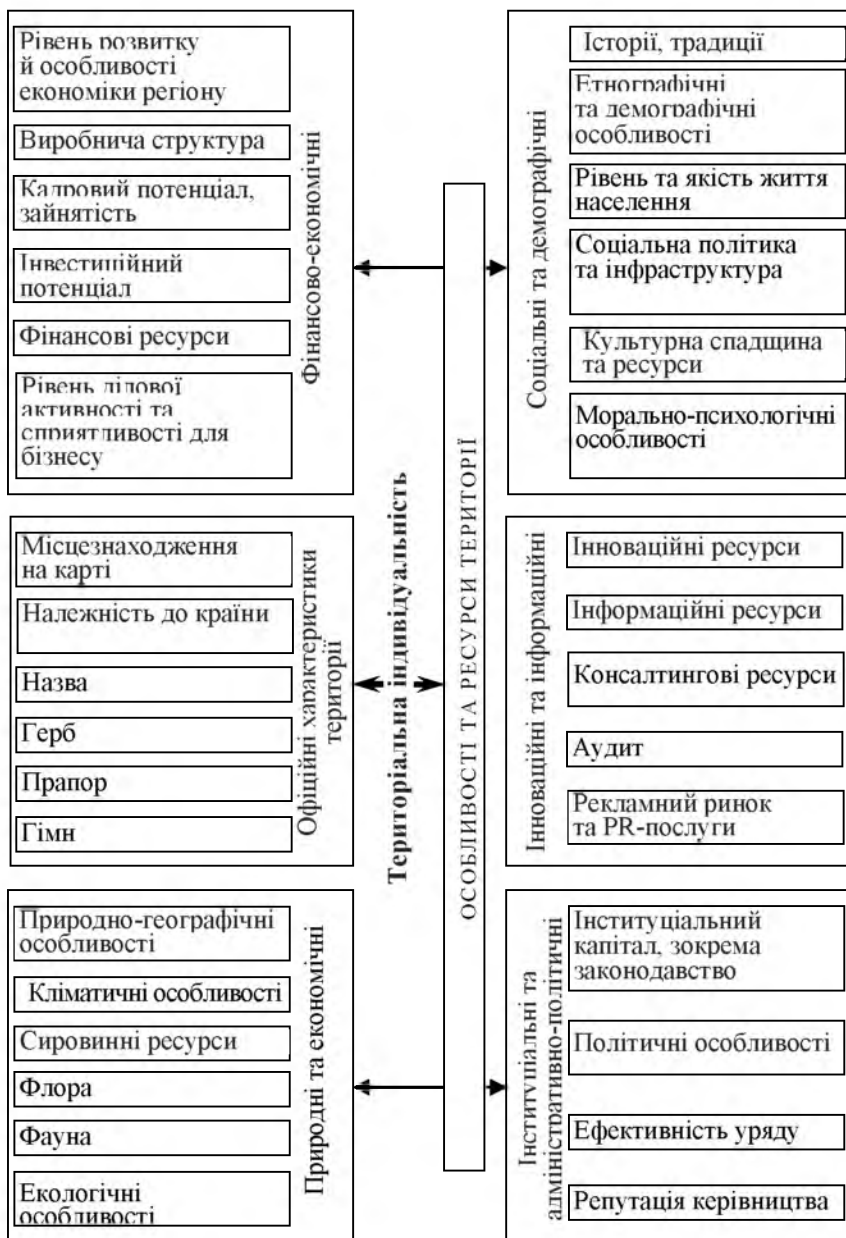 Рівень розвитку
й особливості
економіки регіону
Виробнича структура
Кадровий потенціал,
зайнятість
Інвестиційний
потенціал
Фінансові ресурси
Рівень ділової
активності та
сприятливості для
бізнесу
Фінансово-економічні
Місцезнаходження
на карті
Належність до країни
Назва
Герб
Прапор
Гімн
Офіційні характеристики
території
Природно-географічні
особливості
Кліматичні особливості
Сировинні ресурси
Флора
Фауна
Екологічні
особливості
Природні та економічні
Територіальна індивідуальність
ОСОБЛИВОСТІ ТА РЕСУРСИ ТЕРИТОРІЇ
Соціальні та демографічні
Історії, традиції
Етнографічні
та демографічні
особливості
Рівень та якість життя
населення
Соціальна політика
та інфраструктура
Культурна спадщина
та ресурси
Морально-психологічні
особливості
Інноваційні та інформаційні
Інноваційні ресурси
Інформаційні ресурси
Консалтингові ресурси
Аудит
Рекламний ринок
та PR-послуги
Інституціальні та
адміністративно-політичні
Інституціальний
капітал, зокрема
законодавство
Політичні особливості
Ефективність уряду
Репутація керівництва